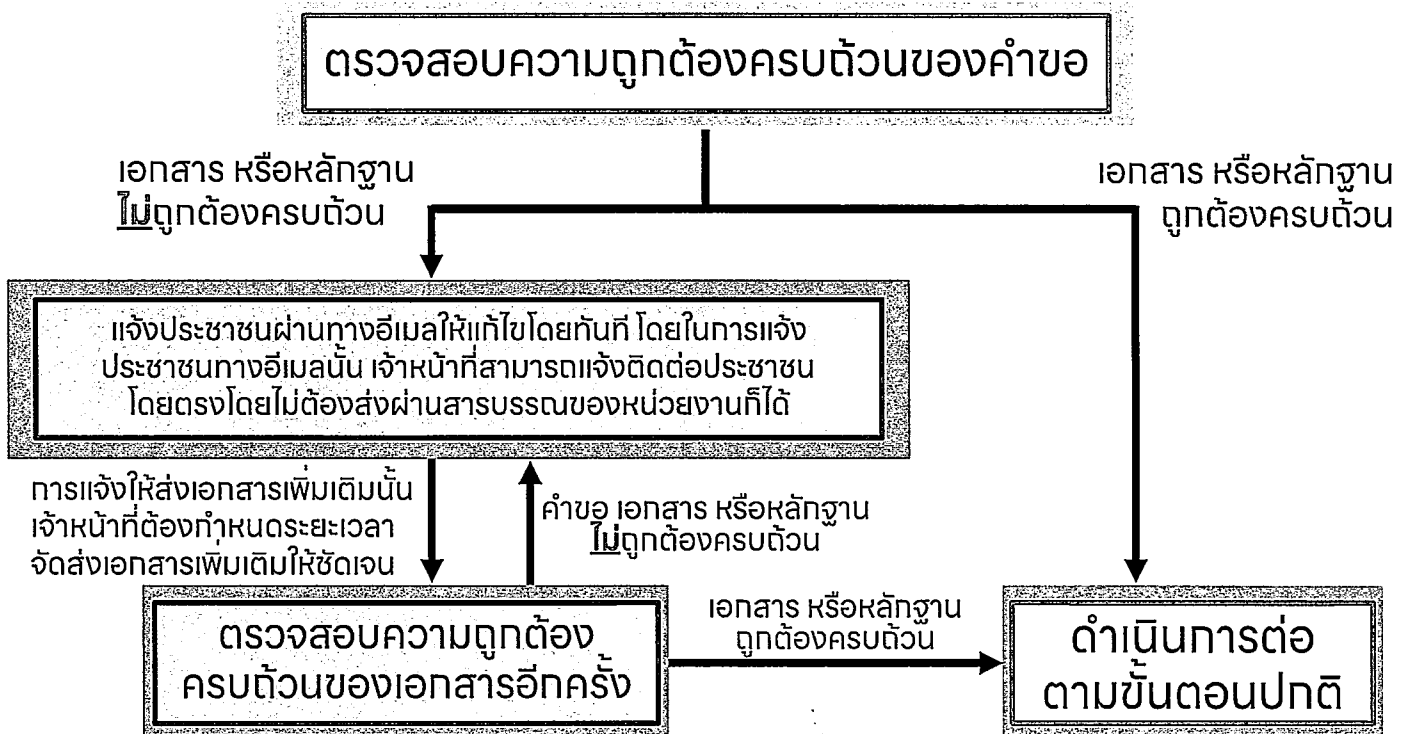 ตรวจสอบความถูกต้องครบถ้วนของคำขอ
เอกสาร หรือหลักฐาน
ไม่ถูกต้องครบถ้วน
เอกสาร หรือหลักฐาน
ถูกต้องครบถ้วน
แจ้งประชาชนผ่านทางอีเมลให้แก้ไขโดยทันที โดยในการแจ้ง
ประชาชนทางอีเมลนั้น เจ้าหน้าที่สามารถแจ้งติดต่อประชาชน
โดยตรงโดยไม่ต้องส่งผ่านสารบรรณของหน่วยงานก็ได้
การแจ้งให้ส่งเอกสารเพิ่มเติมนั้น
เจ้าหน้าที่ต้องกำหนดระยะเวลา
จัดส่งเอกสารเพิ่มเติมให้ชัดเจน
คำขอ เอกสาร หรือหลักฐาน
ไม่ถูกต้องครบถ้วน
ตรวจสอบความถูกต้อง
ครบถ้วนของเอกสารอีกครั้ง
เอกสาร หรือหลักฐาน
ถูกต้องครบถ้วน
ดำเนินการต่อ
ตามขั้นตอนปกติ